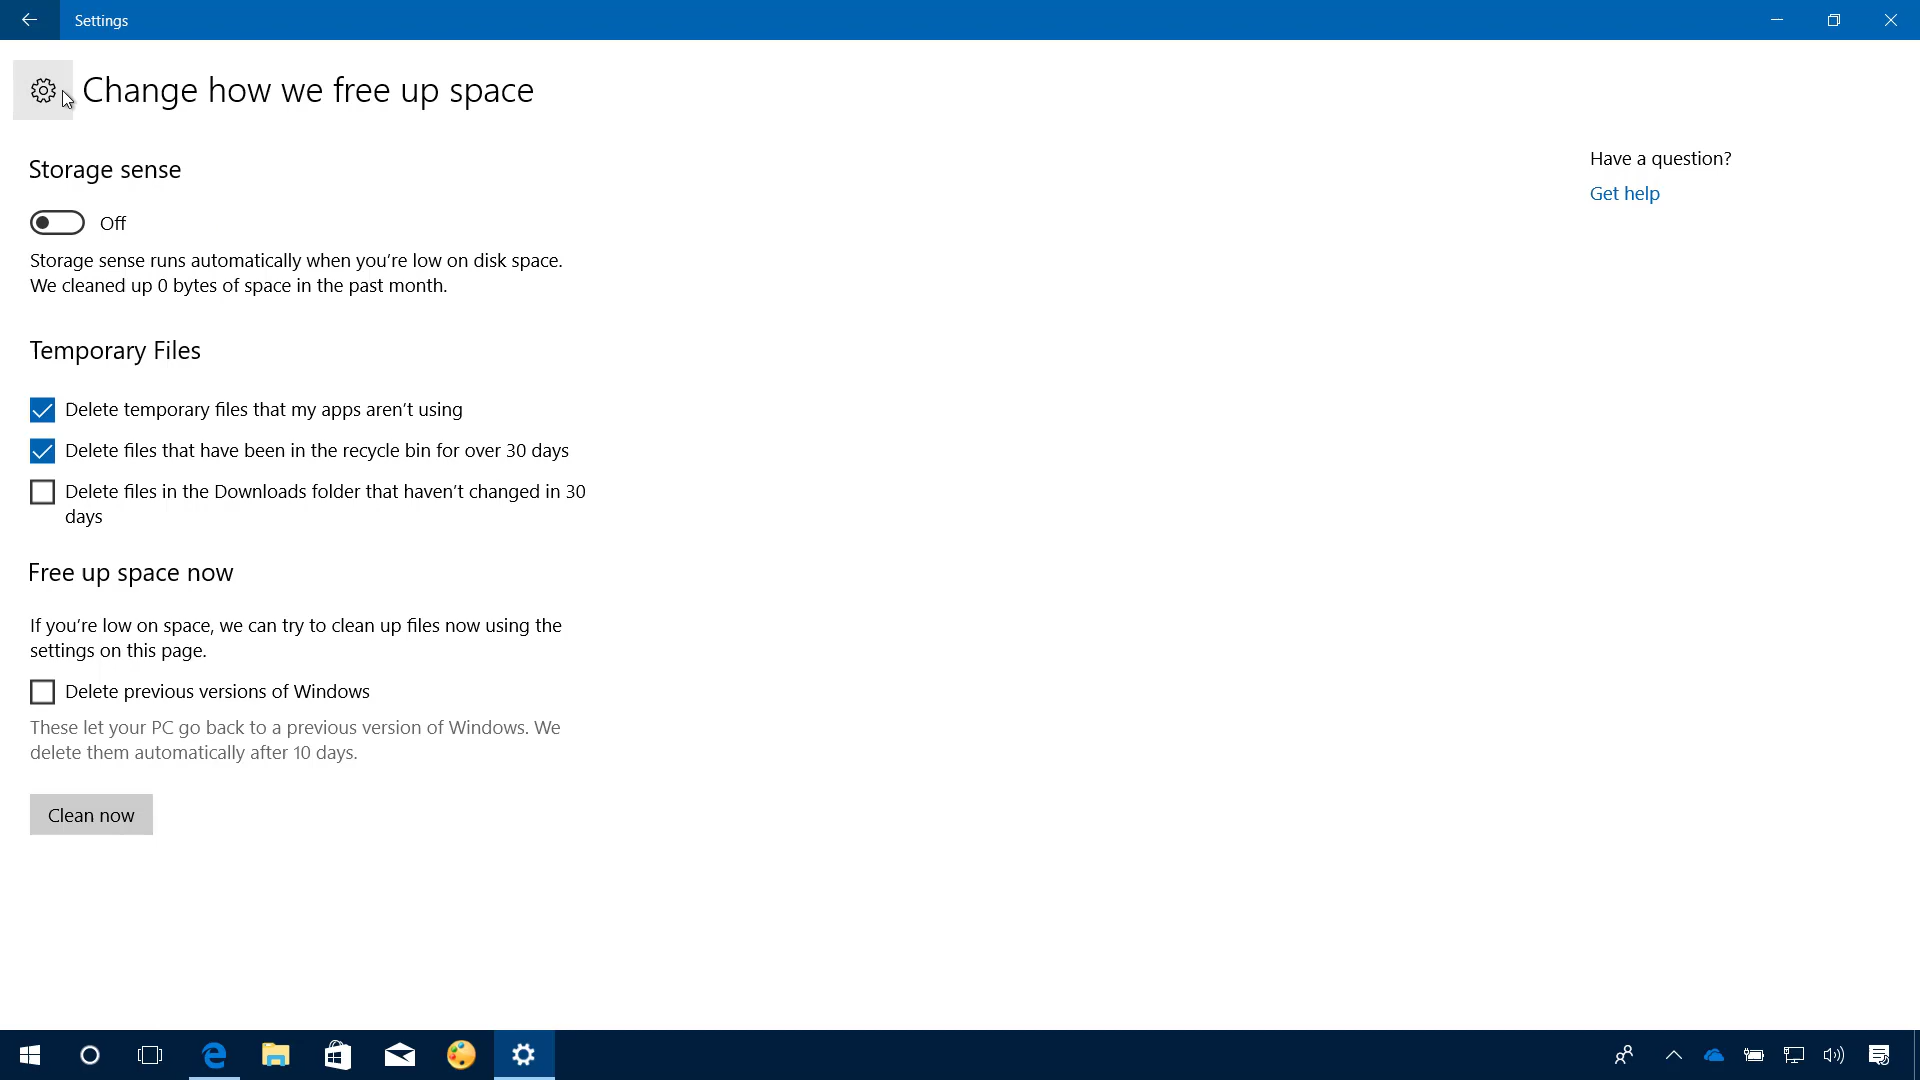 Settings
Change how we free up space
Storage sense
Off
Storage sense runs automatically when you’re low on disk space.
We cleaned up 0 bytes of space in the past month.
Have a question?
Get help
Temporary Files
Delete temporary files that my apps aren’t using
Delete files that have been in the recycle bin for over 30 days
Delete files in the Downloads folder that haven’t changed in 30
days
Free up space now
If you’re low on space, we can try to clean up files now using the
settings on this page.
Delete previous versions of Windows
These let your PC go back to a previous version of Windows. We
delete them automatically after 10 days.
Clean now